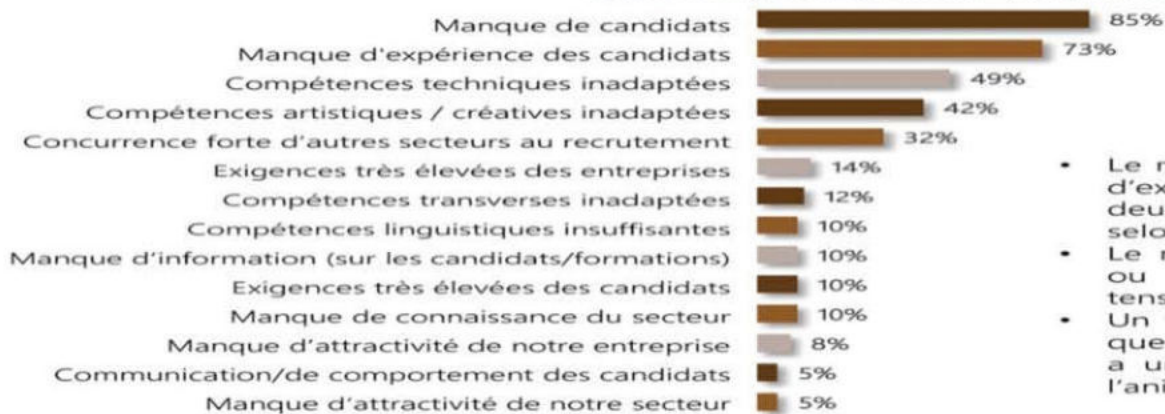 Manque de candidats 85%
Manque d'expérience des candidats 73%
Compétences techniques inadaptées 49%
Compétences artistiques / créatives inadaptées 42%
Concurrence forte d'autres secteurs au recrutement 32%
Exigences très élevées des entreprises 14%
Compétences transverses inadaptées 12%
Compétences linguistiques insuffisantes 10%
Manque d'information (sur les candidats/formations) 10%
Exigences très élevées des candidats 10%
Manque de connaissance du secteur 10%
Manque d'attractivité de notre entreprise 8%
Communication/de comportement des candidats 5%
Manque d'attractivité de notre secteur 5%
• Le
d'ex
deu
selo
• Le
ou
tens
• Un
que
a u
l'ani